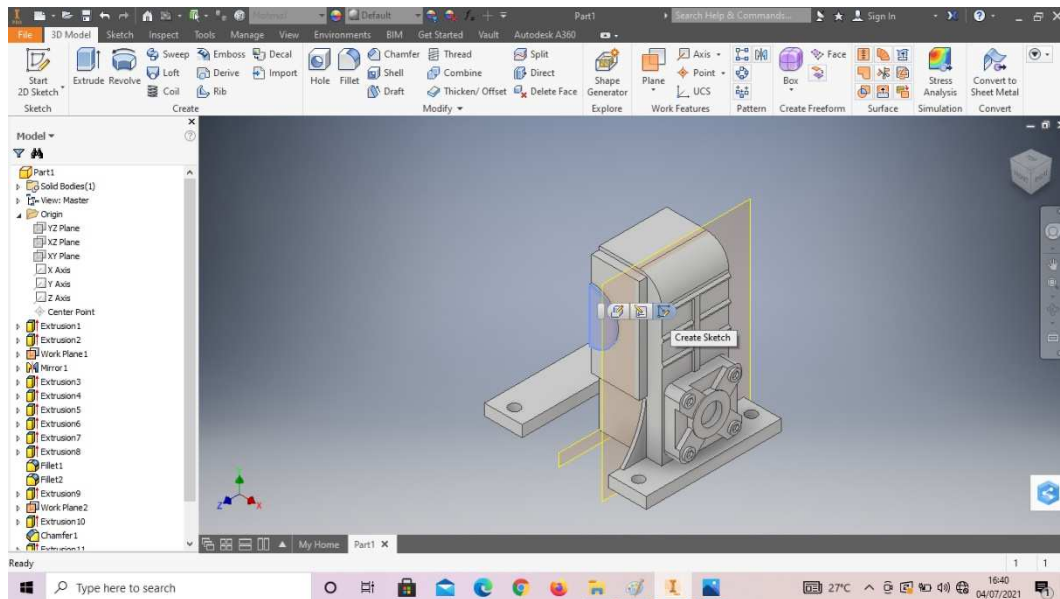 Material
Default
Part1
Search Help & Commands...
Sign In
File 3D Model Sketch Inspect Tools Manage View Environments BIM Get Started Vault Autodesk A360
Start
2D Sketch
Extrude Revolve
Sweep Emboss Decal
Loft Derive Import
Coil Rib
Hole Fillet
Chamfer Thread Split
Shell Combine Direct
Draft Thicken/ Offset Delete Face
Shape
Generator
Plane
Axis
Point
UCS
Box
Face
Stress
Analysis
Convert to
Sheet Metal
Sketch Create Modify Explore Work Features Pattern Create Freeform Surface Simulation Convert
Model
Part1
Solid Bodies(1)
View: Master
Origin
YZ Plane
XZ Plane
XY Plane
X Axis
Y Axis
Z Axis
Center Point
Extrusion1
Extrusion2
Work Plane1
Mirror1
Extrusion3
Extrusion4
Extrusion5
Extrusion6
Extrusion7
Extrusion8
Fillet1
Fillet2
Extrusion9
Work Plane2
Extrusion10
Chamfer1
Extrusion11
Create Sketch
Z
X
My Home Part1
Ready
1 1
Type here to search
27°C
16:40
04/07/2021